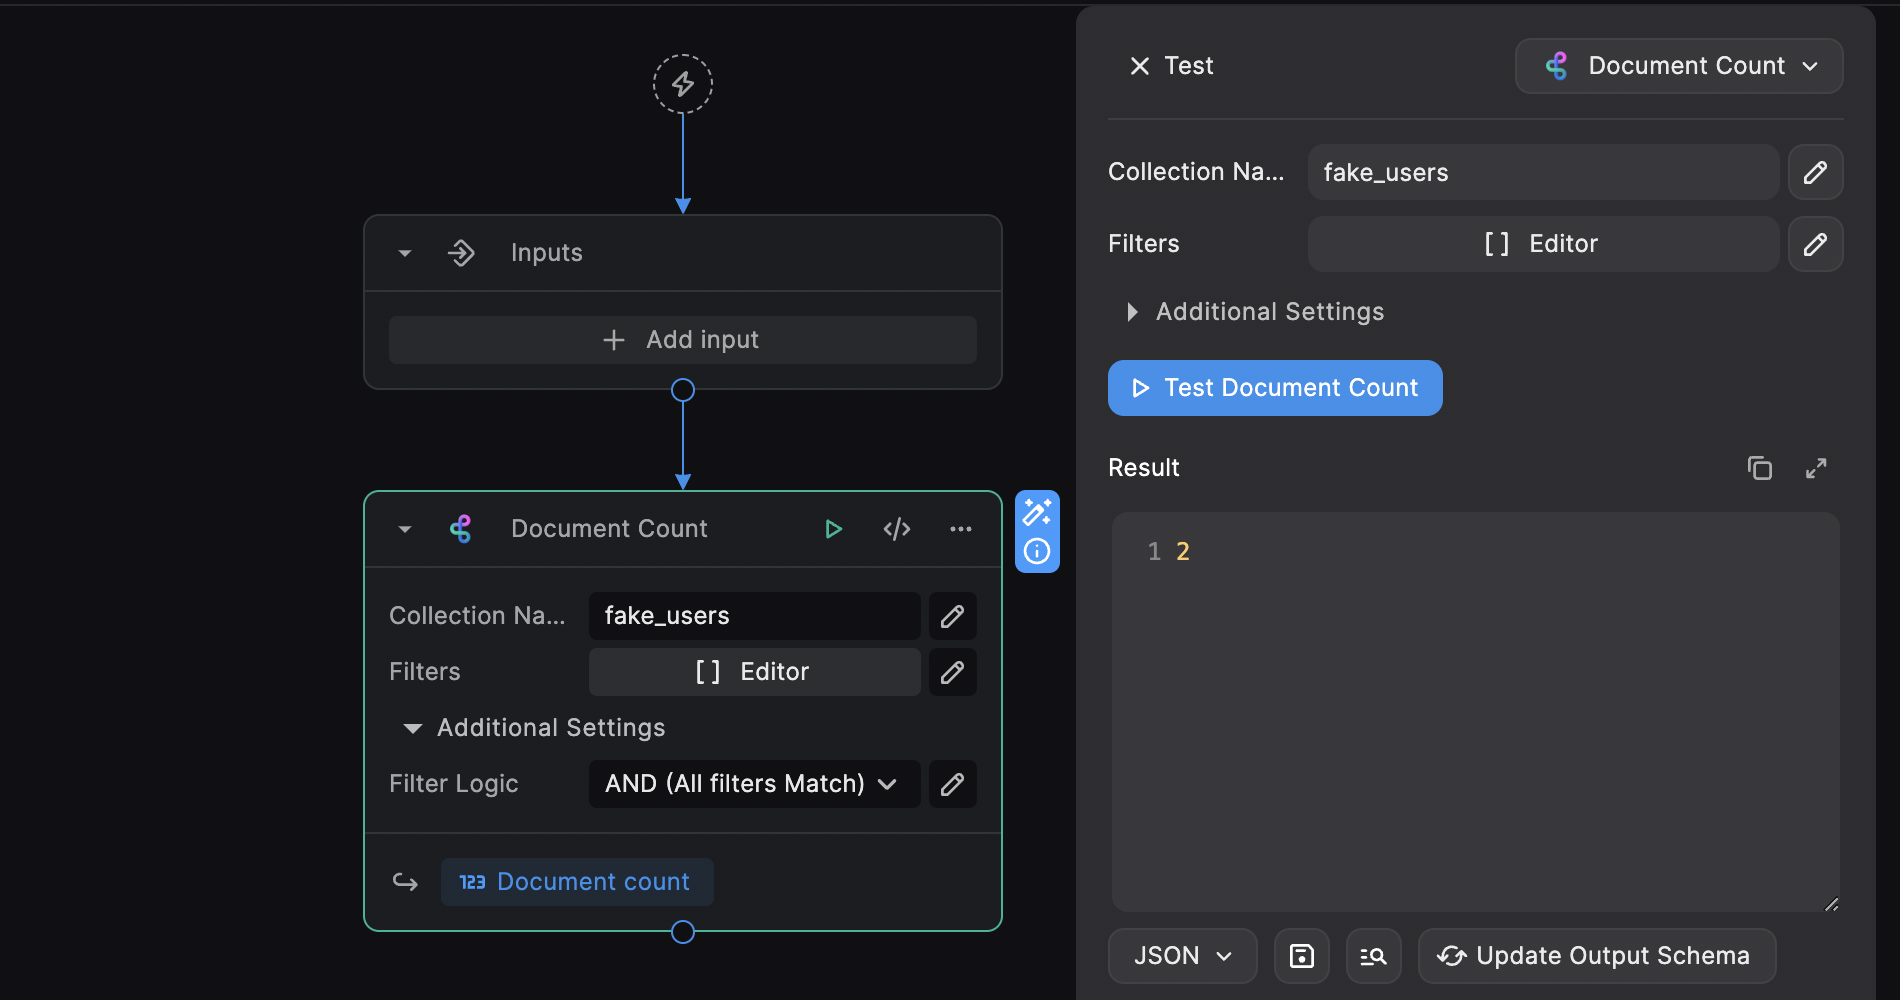 Inputs
Add input
Document Count
Collection Na...
fake_users
Filters
[ ] Editor
Additional Settings
Filter Logic
AND (All filters Match)
123 Document count
Test
Document Count
Collection Na...
fake_users
Filters
[ ] Editor
Additional Settings
Test Document Count
Result
1 2
JSON
Update Output Schema